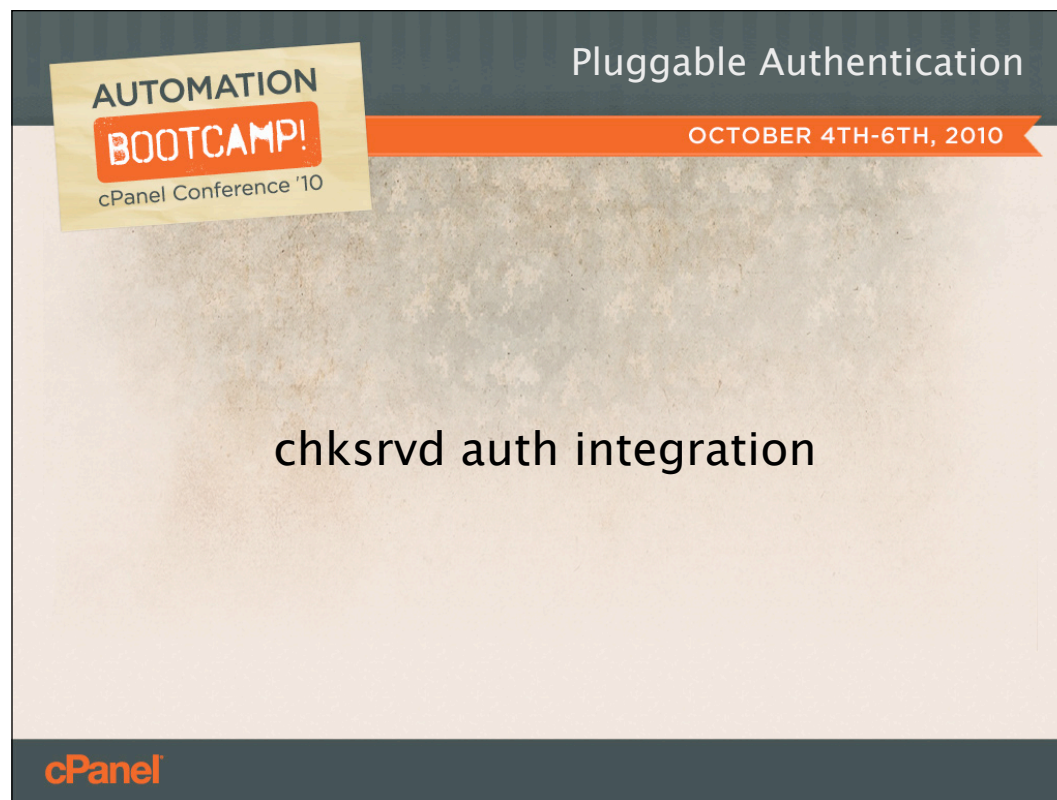 Pluggable Authentication
AUTOMATION
BOOTCAMP!
cPanel Conference '10
OCTOBER 4TH-6TH, 2010
chksrvd auth integration
cPanel